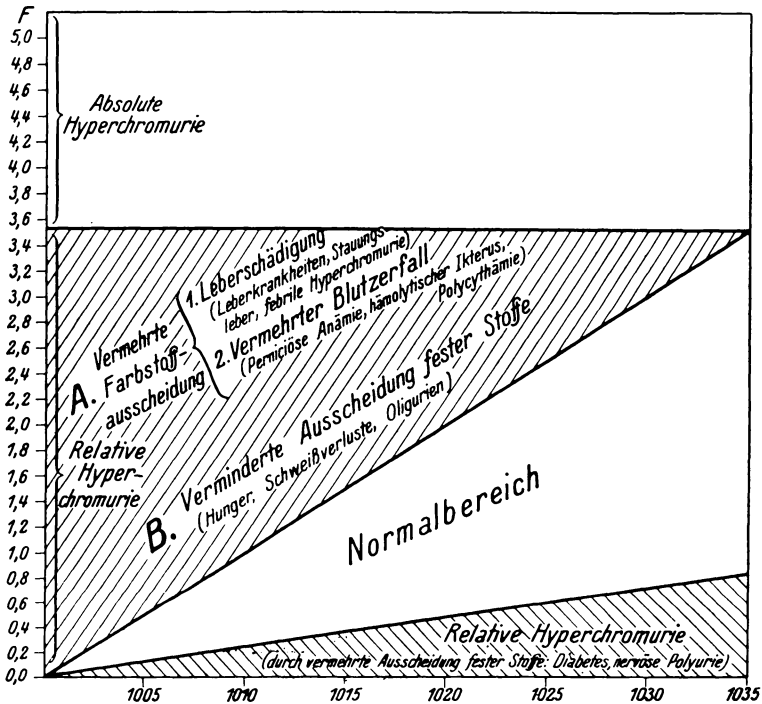 F
5,0
4,8
4,6
4,4
4,2
4,0
3,8
3,6
3,4
3,2
3,0
2,8
2,6
2,4
2,2
2,0
1,8
1,6
1,4
1,2
1,0
0,8
0,6
0,4
0,2
0,0
Absolute
Hyperchromurie
Relative
Hyper-
chromurie
A. Vermehrte
Farbstoff-
ausscheidung
1. Leberschädigung
(Leberkrankheiten, Stauungs-
leber, febrile Hyperchromurie)
2. Vermehrter Blutzerfall
(Perniciöse Anämie, hämolytischer Ikterus,
Polycythämie)
B. Verminderte Ausscheidung fester Stoffe
(Hunger, Schweißverluste, Oligurien)
Normalbereich
Relative Hyperchromurie
(durch vermehrte Ausscheidung fester Stoffe: Diabetes, nervöse Polyurie)
1005 1010 1015 1020 1025 1030 1035